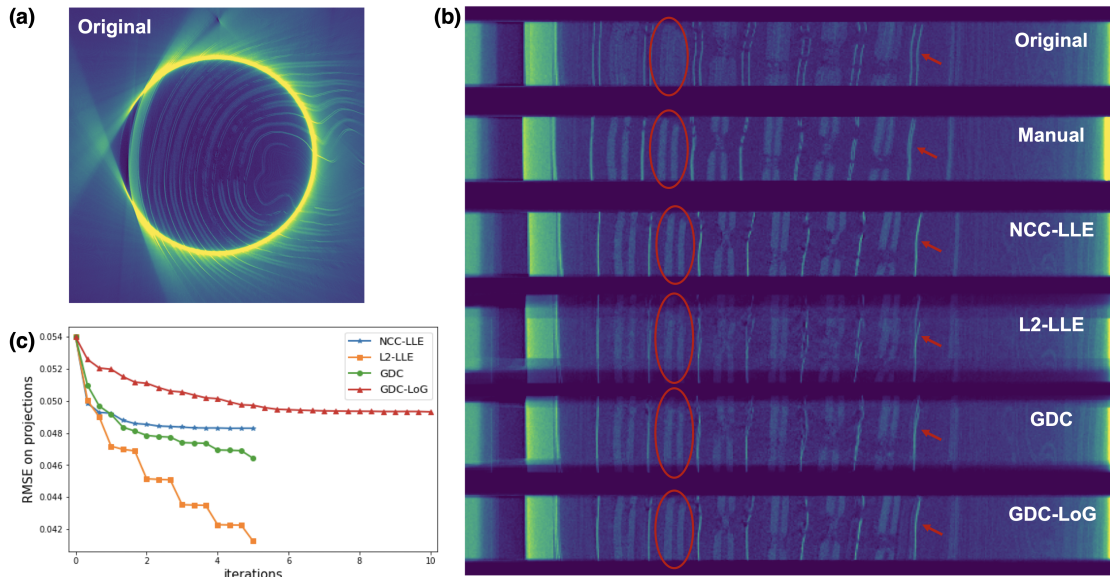 (a)
Original
(b)
Original
Manual
NCC-LLE
L2-LLE
GDC
GDC-LoG
(c)
0.054
0.052
0.050
0.048
0.046
0.044
0.042
RMSE on projections
NCC-LLE
L2-LLE
GDC
GDC-LoG
0 2 4 6 8 10
iterations